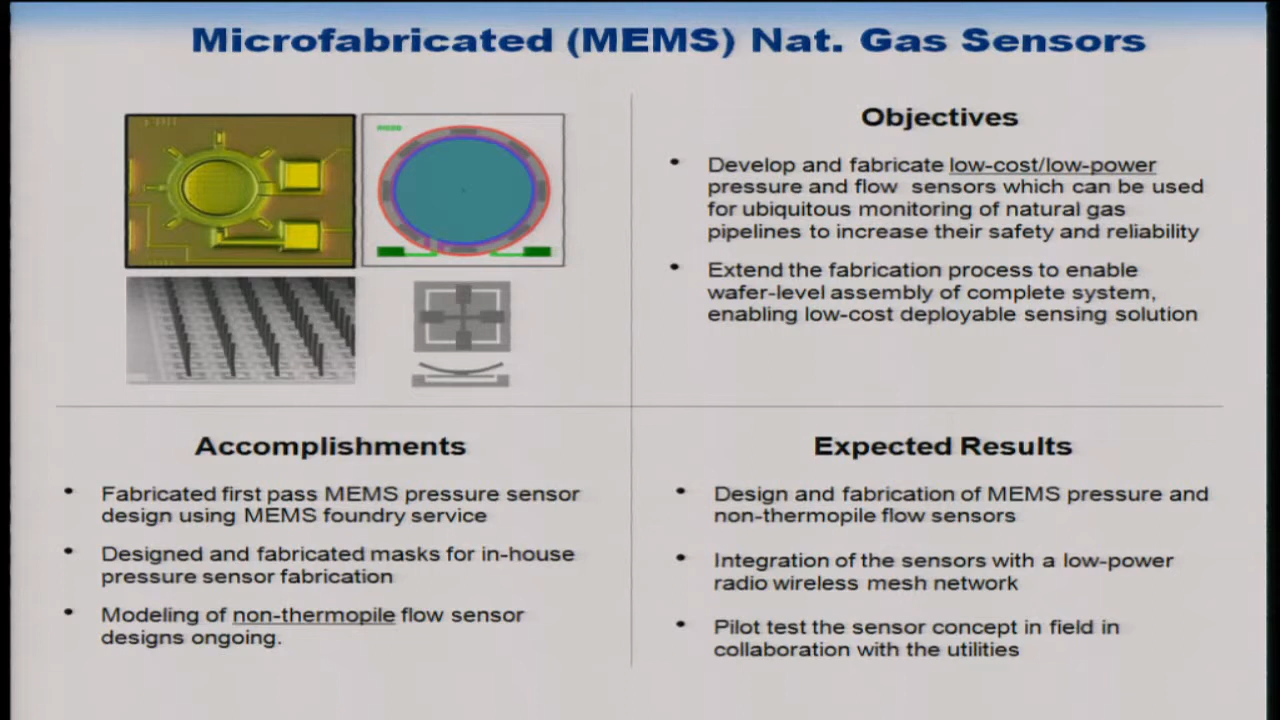 Microfabricated (MEMS) Nat. Gas Sensors
Objectives
• Develop and fabricate low-cost/low-power
pressure and flow sensors which can be used
for ubiquitous monitoring of natural gas
pipelines to increase their safety and reliability
• Extend the fabrication process to enable
wafer-level assembly of complete system,
enabling low-cost deployable sensing solution
Accomplishments
• Fabricated first pass MEMS pressure sensor
design using MEMS foundry service
• Designed and fabricated masks for in-house
pressure sensor fabrication
• Modeling of non-thermopile flow sensor
designs ongoing.
Expected Results
• Design and fabrication of MEMS pressure and
non-thermopile flow sensors
• Integration of the sensors with a low-power
radio wireless mesh network
• Pilot test the sensor concept in field in
collaboration with the utilities